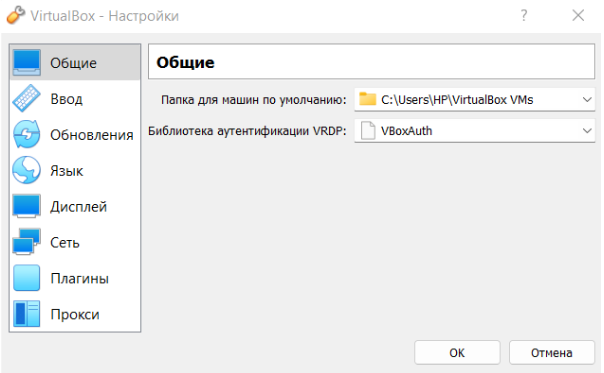 VirtualBox - Настройки
?
Общие
Ввод
Обновления
Язык
Дисплей
Сеть
Плагины
Прокси
Общие
Папка для машин по умолчанию: C:\Users\HP\VirtualBox VMs
Библиотека аутентификации VRDP: VBoxAuth
OK Отмена